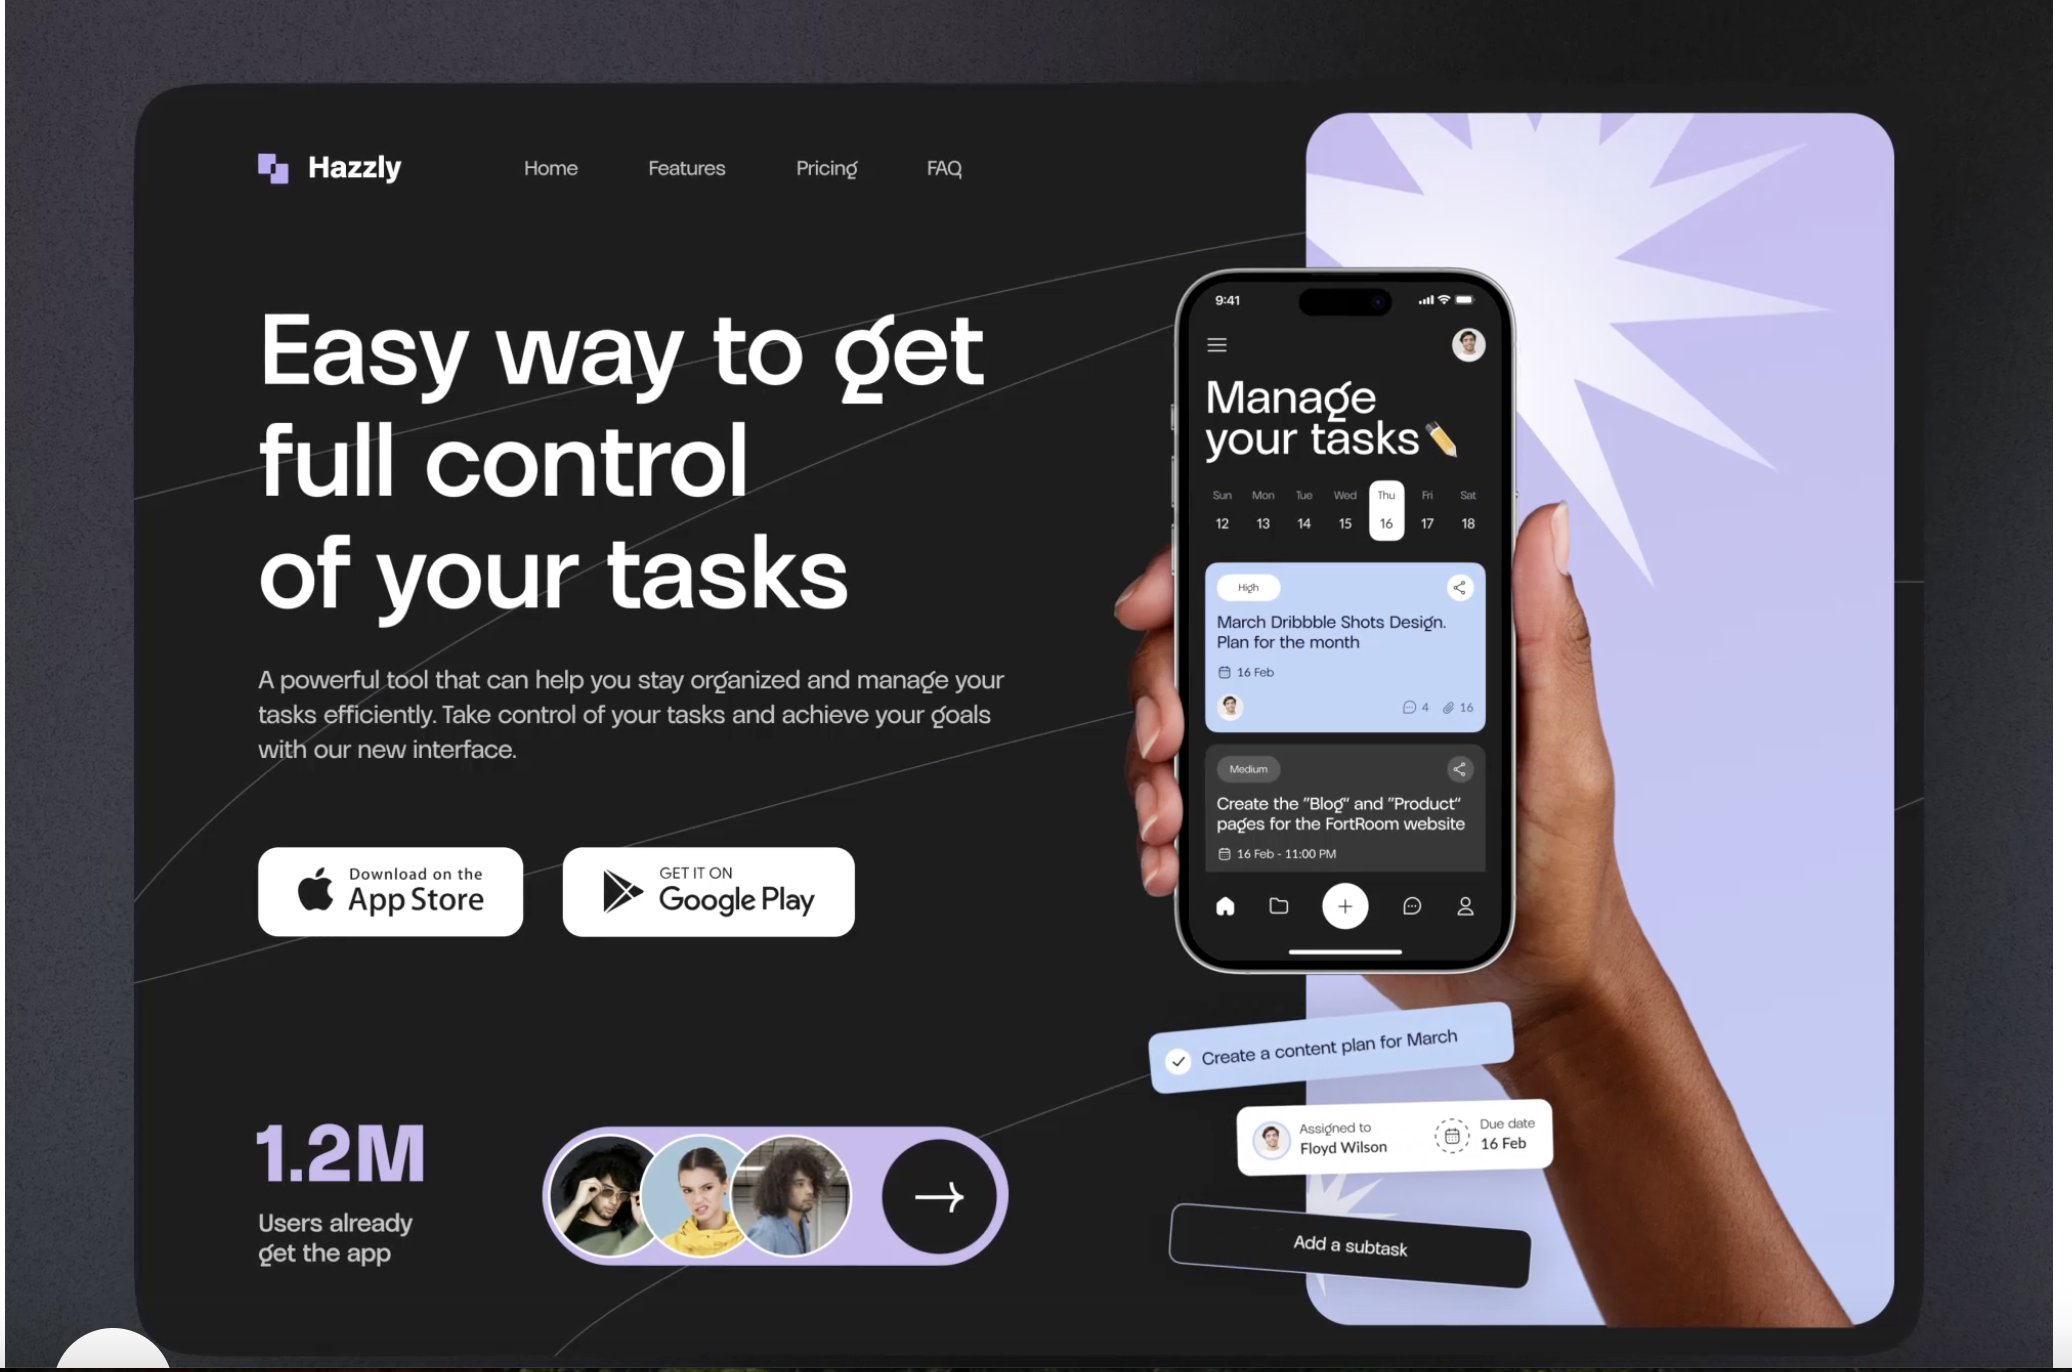 Hazzly
Home
Features
Pricing
FAQ
Easy way to get
full control
of your tasks
A powerful tool that can help you stay organized and manage your
tasks efficiently. Take control of your tasks and achieve your goals
with our new interface.
Download on the
App Store
GET IT ON
Google Play
1.2M
Users already
get the app
9:41
Manage
your tasks
Sun Mon Tue Wed Thu Fri Sat
12 13 14 15 16 17 18
High
March Dribbble Shots Design.
Plan for the month
16 Feb
4 16
Medium
Create the "Blog" and "Product"
pages for the FortRoom website
16 Feb - 11:00 PM
Create a content plan for March
Assigned to
Floyd Wilson
Due date
16 Feb
Add a subtask